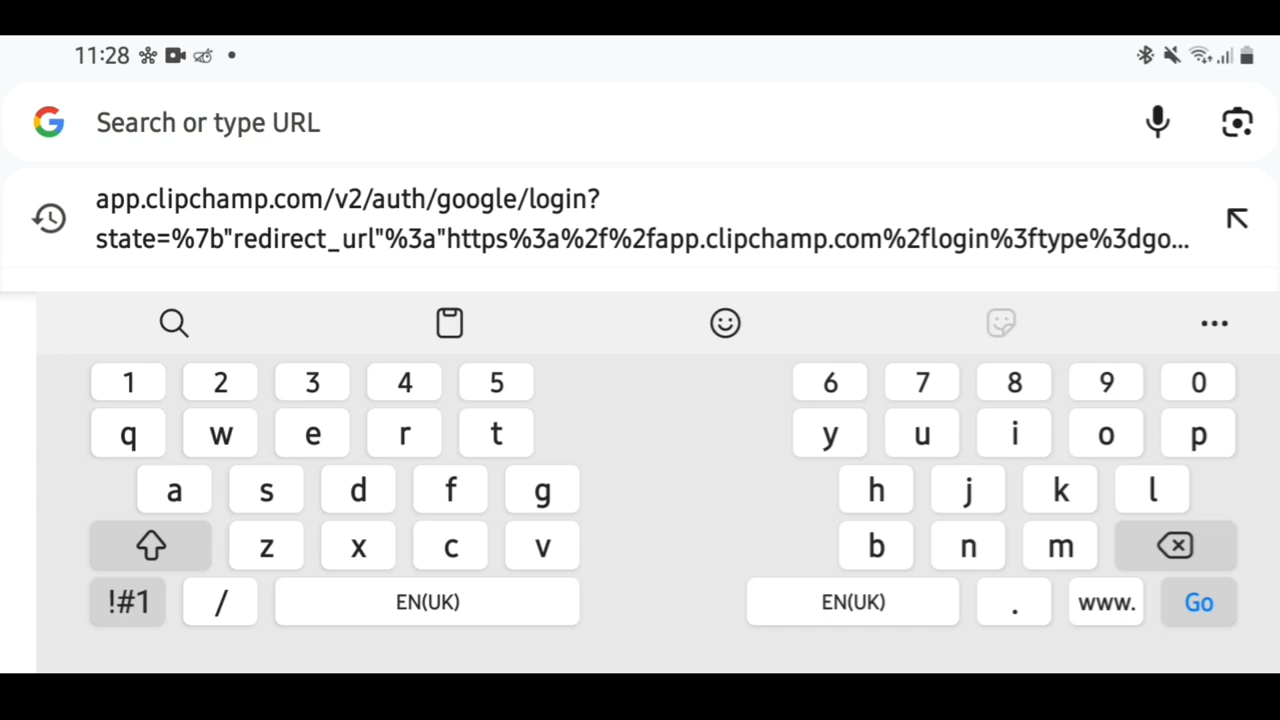 11:28
Search or type URL
app.clipchamp.com/v2/auth/google/login?
state=%7b"redirect_url"%3a"https%3a%2f%2fapp.clipchamp.com%2flogin%3ftype%3dgo...
1 2 3 4 5 6 7 8 9 0
q w e r t y u i o p
a s d f g h j k l
z x c v b n m
!#1 / EN(UK) EN(UK) . www. Go